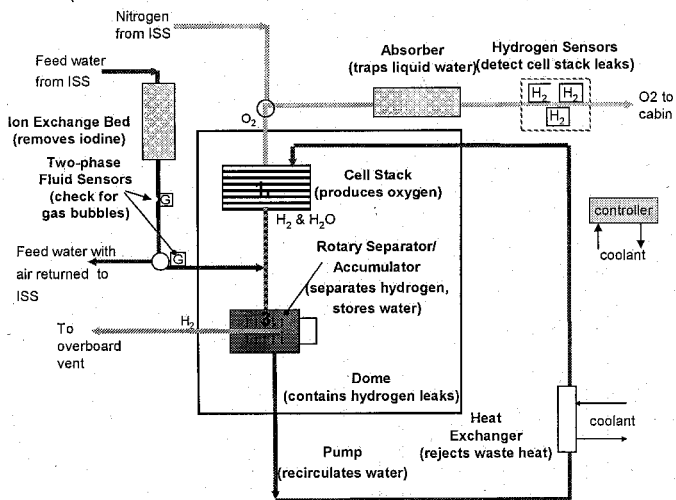 Nitrogen
from ISS
Feed water
from ISS
Absorber
(traps liquid water)
Hydrogen Sensors
(detect cell stack leaks)
H2
H2
H2
O2 to
cabin
O2
Ion Exchange Bed
(removes iodine)
Two-phase
Fluid Sensors
(check for
gas bubbles)
G
G
Cell Stack
(produces oxygen)
H2 & H2O
controller
coolant
Rotary Separator/
Accumulator
(separates hydrogen,
stores water)
Feed water with
air returned to
ISS
H2
To
overboard
vent
Dome
(contains hydrogen leaks)
Heat
Exchanger
(rejects waste heat)
coolant
Pump
(recirculates water)